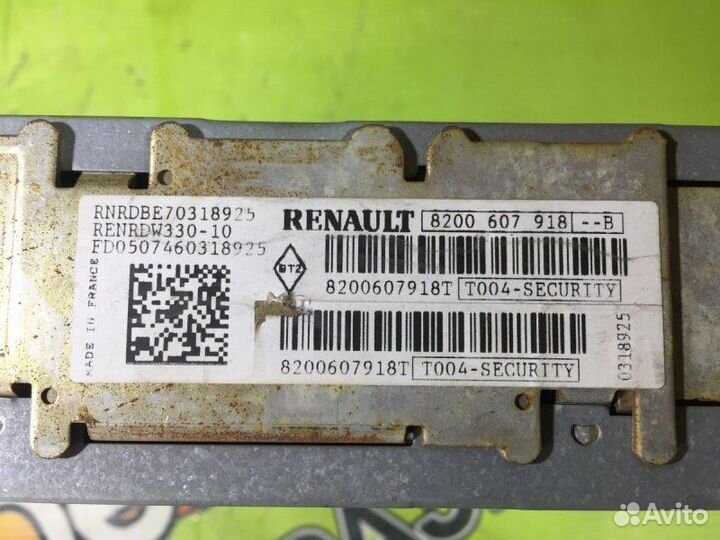 RNRDBE70318925
RENRDW330-10
FD0507460318925
MADE IN FRANCE
RENAULT 8200 607 918 --B
8200607918T T004-SECURITY
8200607918T T004-SECURITY
0318925
Avito